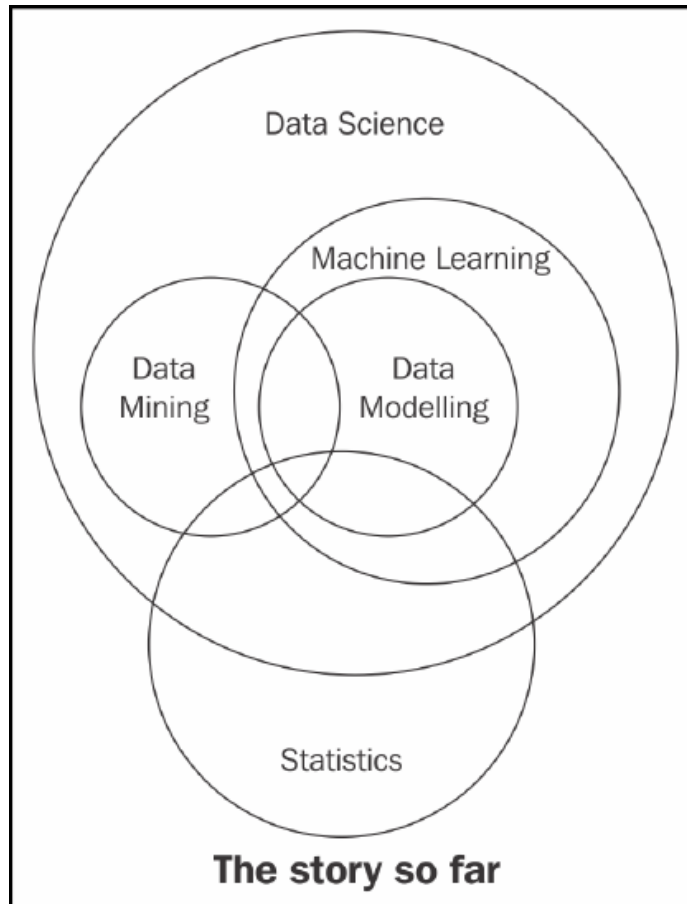 Data Science
Machine Learning
Data
Mining
Data
Modelling
Statistics
The story so far